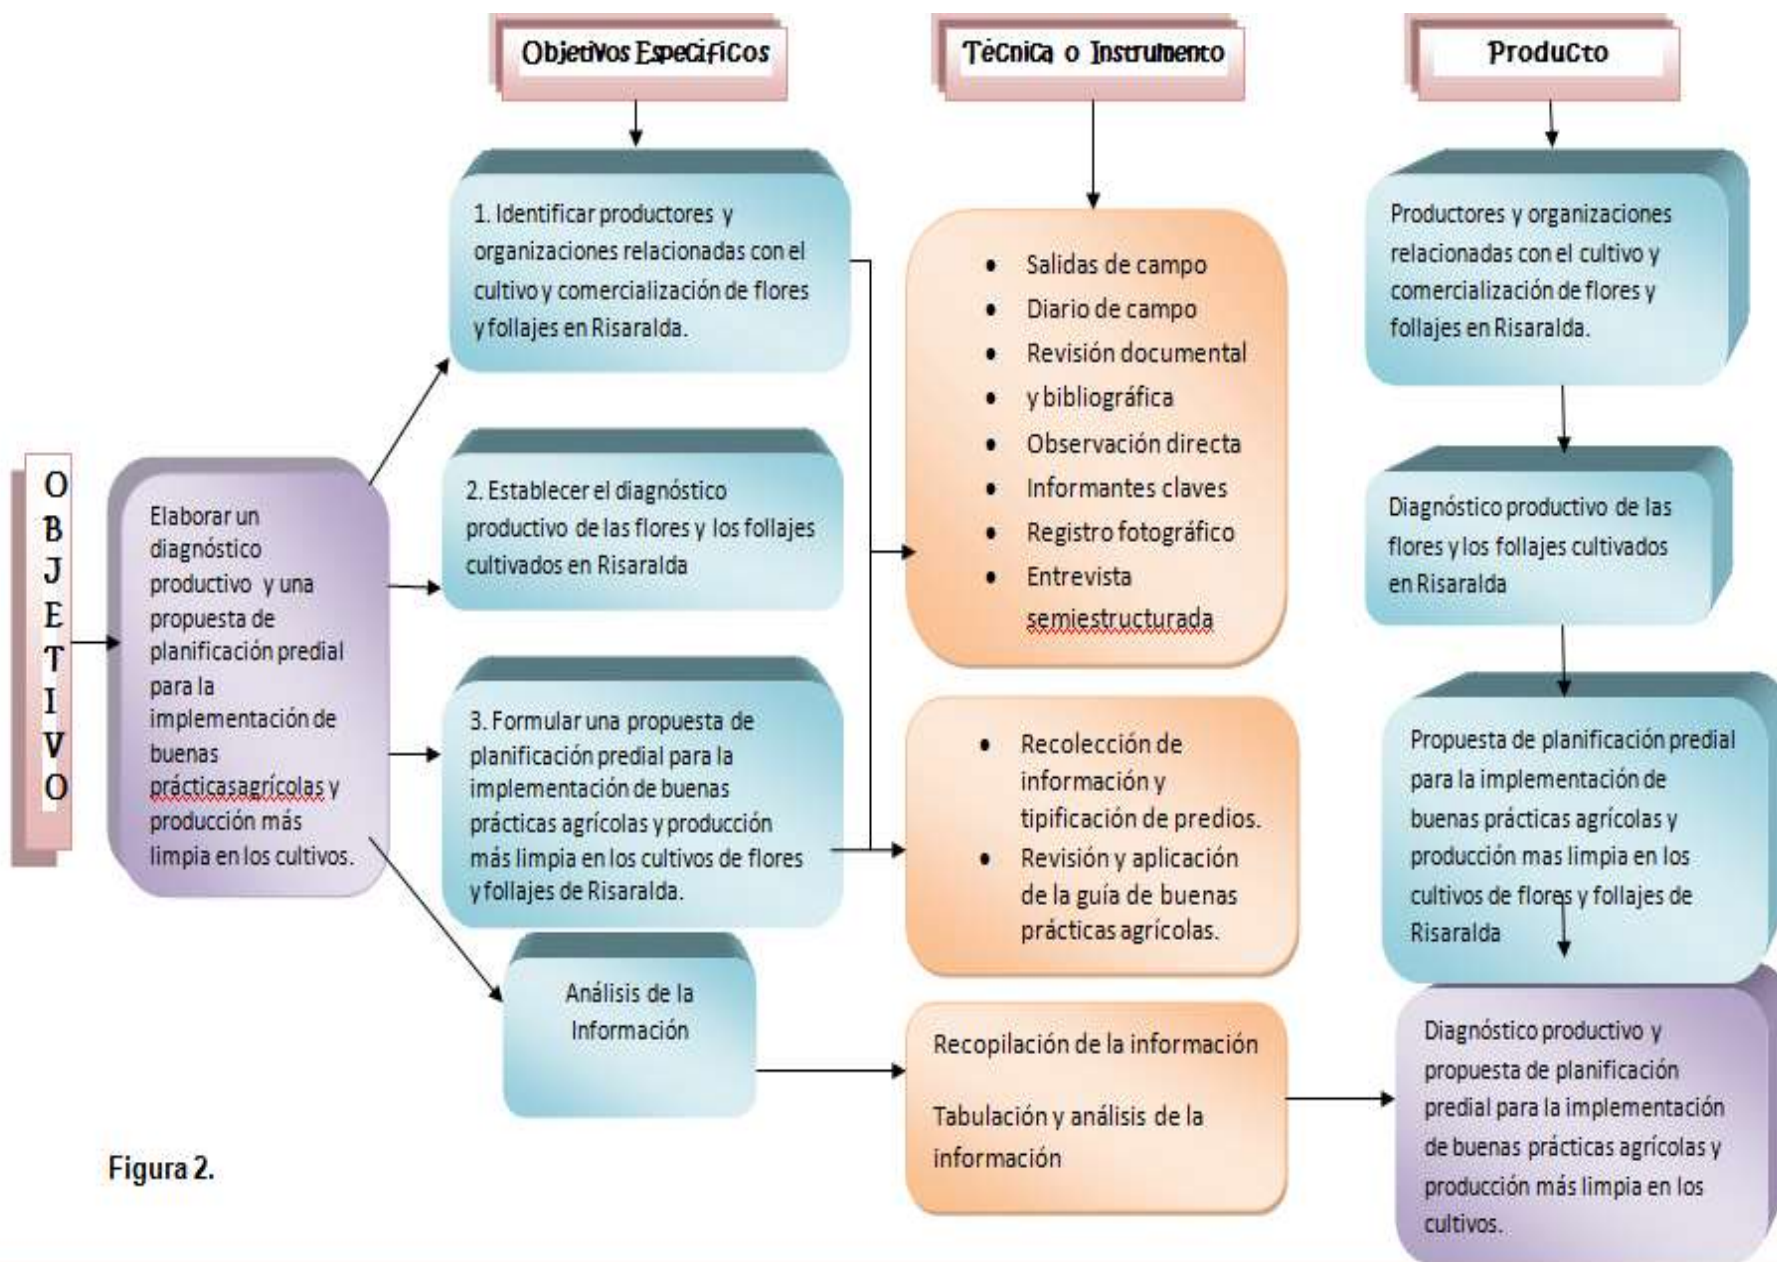 Objetivos Específicos
Técnica o Instrumento
Producto
OBJETIVO
Elaborar un
diagnóstico
productivo y una
propuesta de
planificación predial
para la
implementación de
buenas
prácticasagrícolas y
producción más
limpia en los cultivos.
1. Identificar productores y
organizaciones relacionadas con el
cultivo y comercialización de flores
y follajes en Risaralda.
2. Establecer el diagnóstico
productivo de las flores y los follajes
cultivados en Risaralda
3. Formular una propuesta de
planificación predial para la
implementación de buenas
prácticas agrícolas y producción
más limpia en los cultivos de flores
y follajes de Risaralda.
Análisis de la
Información
• Salidas de campo
• Diario de campo
• Revisión documental
• y bibliográfica
• Observación directa
• Informantes claves
• Registro fotográfico
• Entrevista
semiestructurada
• Recolección de
información y
tipificación de predios.
• Revisión y aplicación
de la guía de buenas
prácticas agrícolas.
Recopilación de la información
Tabulación y análisis de la
información
Productores y organizaciones
relacionadas con el cultivo y
comercialización de flores y
follajes en Risaralda.
Diagnóstico productivo de las
flores y los follajes cultivados
en Risaralda
Propuesta de planificación predial
para la implementación de
buenas prácticas agrícolas y
producción mas limpia en los
cultivos de flores y follajes de
Risaralda
Diagnóstico productivo y
propuesta de planificación
predial para la implementación
de buenas prácticas agrícolas y
producción más limpia en los
cultivos.
Figura 2.